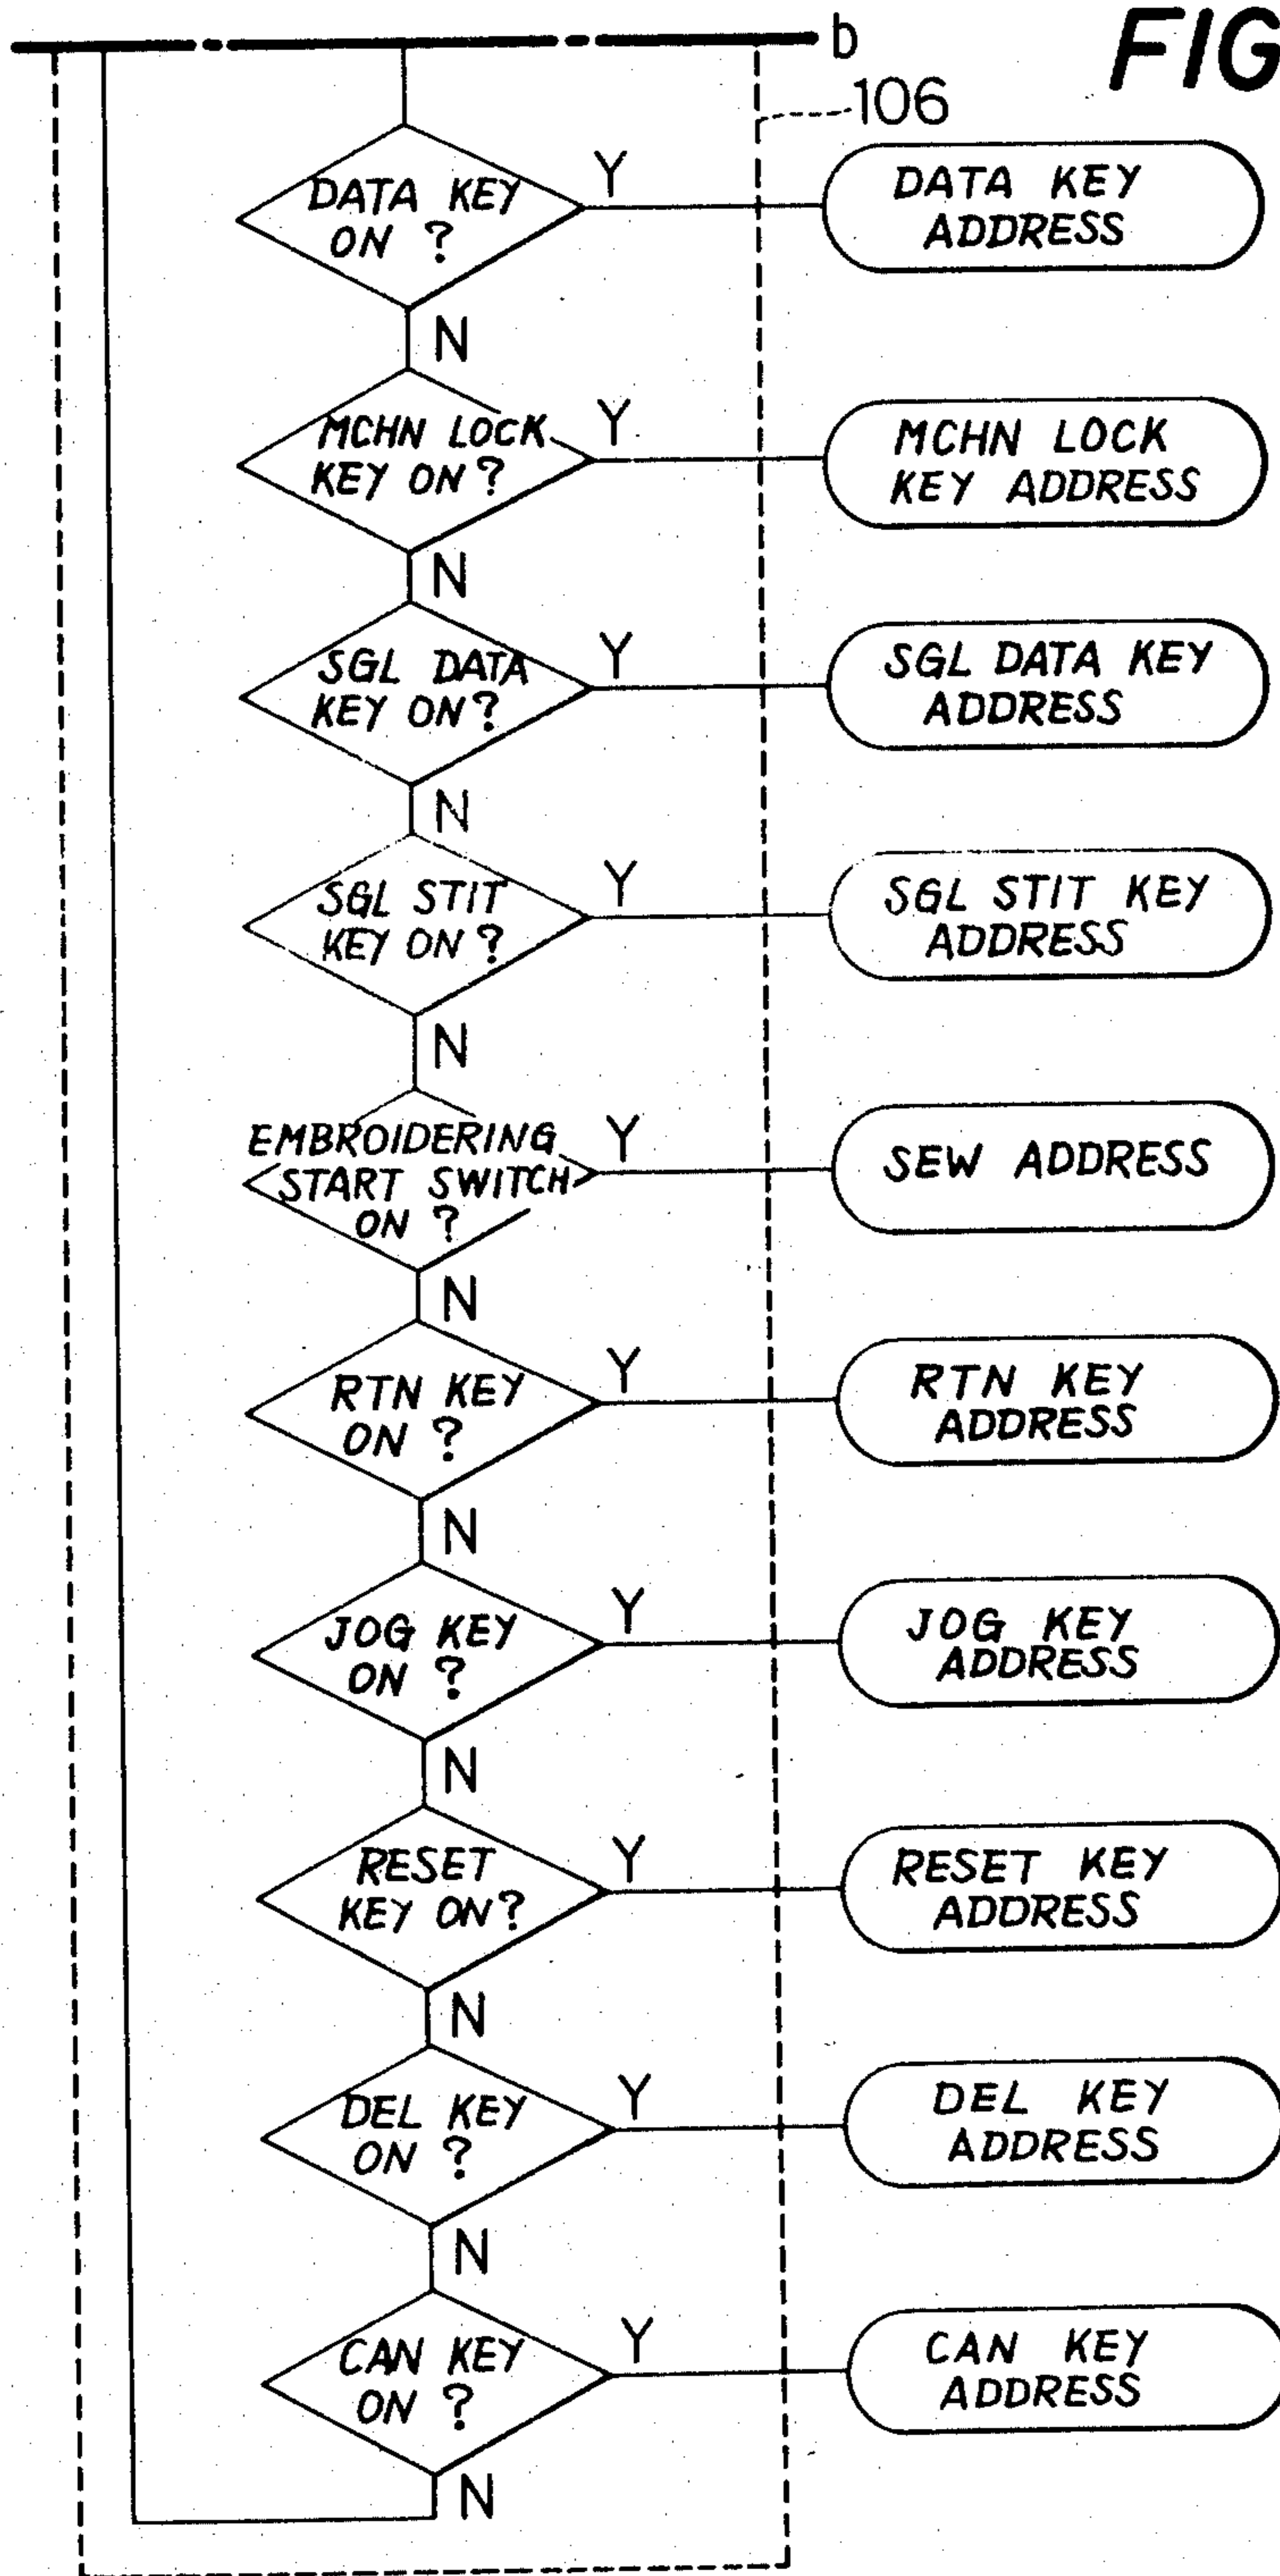 b
FIG
106
DATA KEY
ON ?
Y
DATA KEY
ADDRESS
N
MCHN LOCK
KEY ON ?
Y
MCHN LOCK
KEY ADDRESS
N
SGL DATA
KEY ON ?
Y
SGL DATA KEY
ADDRESS
N
SGL STIT
KEY ON ?
Y
SGL STIT KEY
ADDRESS
N
EMBROIDERING
START SWITCH
ON ?
Y
SEW ADDRESS
N
RTN KEY
ON ?
Y
RTN KEY
ADDRESS
N
JOG KEY
ON ?
Y
JOG KEY
ADDRESS
N
RESET
KEY ON ?
Y
RESET KEY
ADDRESS
N
DEL KEY
ON ?
Y
DEL KEY
ADDRESS
N
CAN KEY
ON ?
Y
CAN KEY
ADDRESS
N